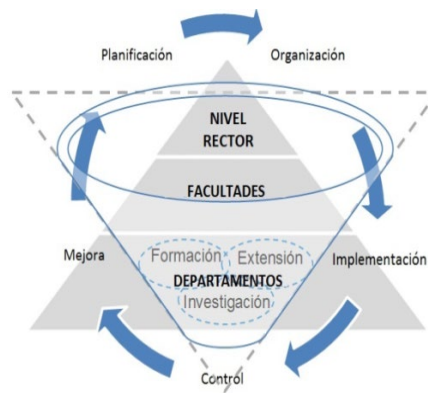 Planificación
Organización
NIVEL
RECTOR
FACULTADES
Mejora
Formación
Extensión
Implementación
DEPARTAMENTOS
Investigación
Control